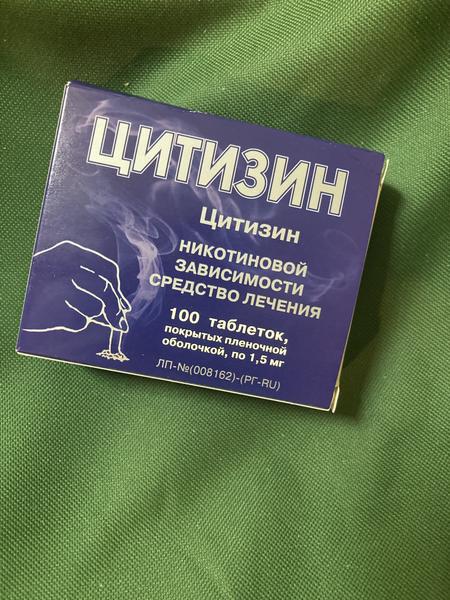 ЦИТИЗИН
Цитизин
НИКОТИНОВОЙ
ЗАВИСИМОСТИ
СРЕДСТВО ЛЕЧЕНИЯ
100 таблеток,
покрытых пленочной
оболочкой, по 1,5 мг
ЛП-№(008162)-(РГ-RU)